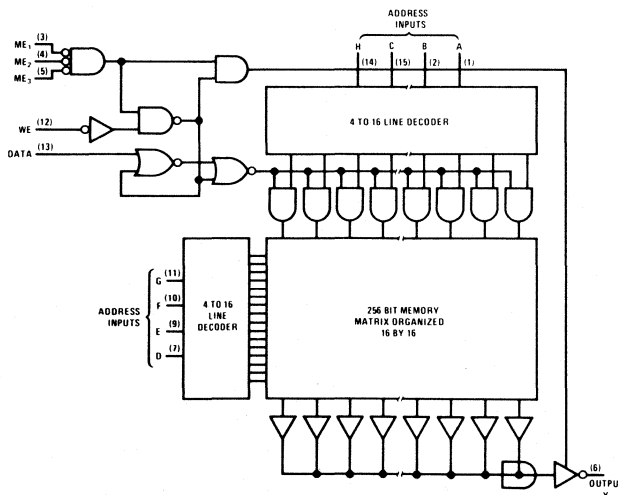 ADDRESS
INPUTS
ME₁ (3)
ME₂ (4)
ME₃ (5)
H C B A
(14) (15) (2) (1)
4 TO 16 LINE DECODER
WE (12)
DATA (13)
ADDRESS
INPUTS
G (11)
F (10)
E (9)
D (7)
4 TO 16
LINE
DECODER
256 BIT MEMORY
MATRIX ORGANIZED
16 BY 16
(6)
OUTPU